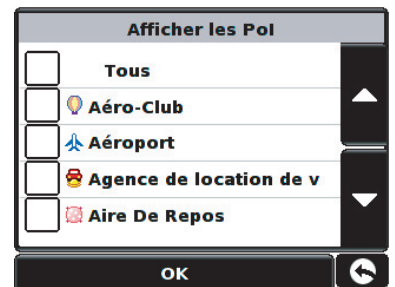 Afficher les PoI
Tous
Aéro-Club
Aéroport
Agence de location de v
Aire De Repos
OK